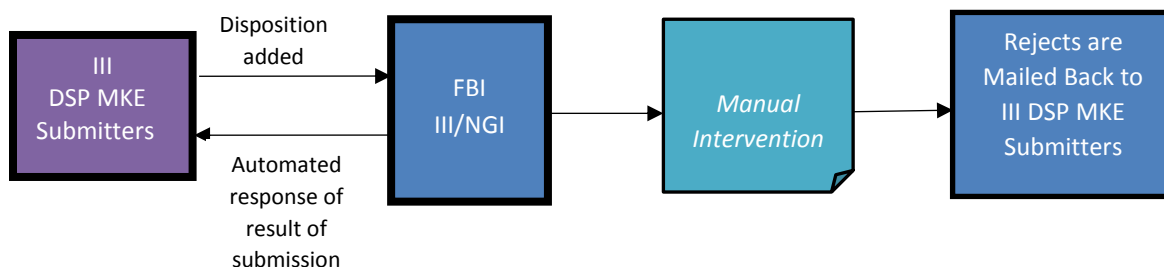 III
DSP MKE
Submitters
Disposition
added
Automated
response of
result of
submission
FBI
III/NGI
Manual
Intervention
Rejects are
Mailed Back to
III DSP MKE
Submitters